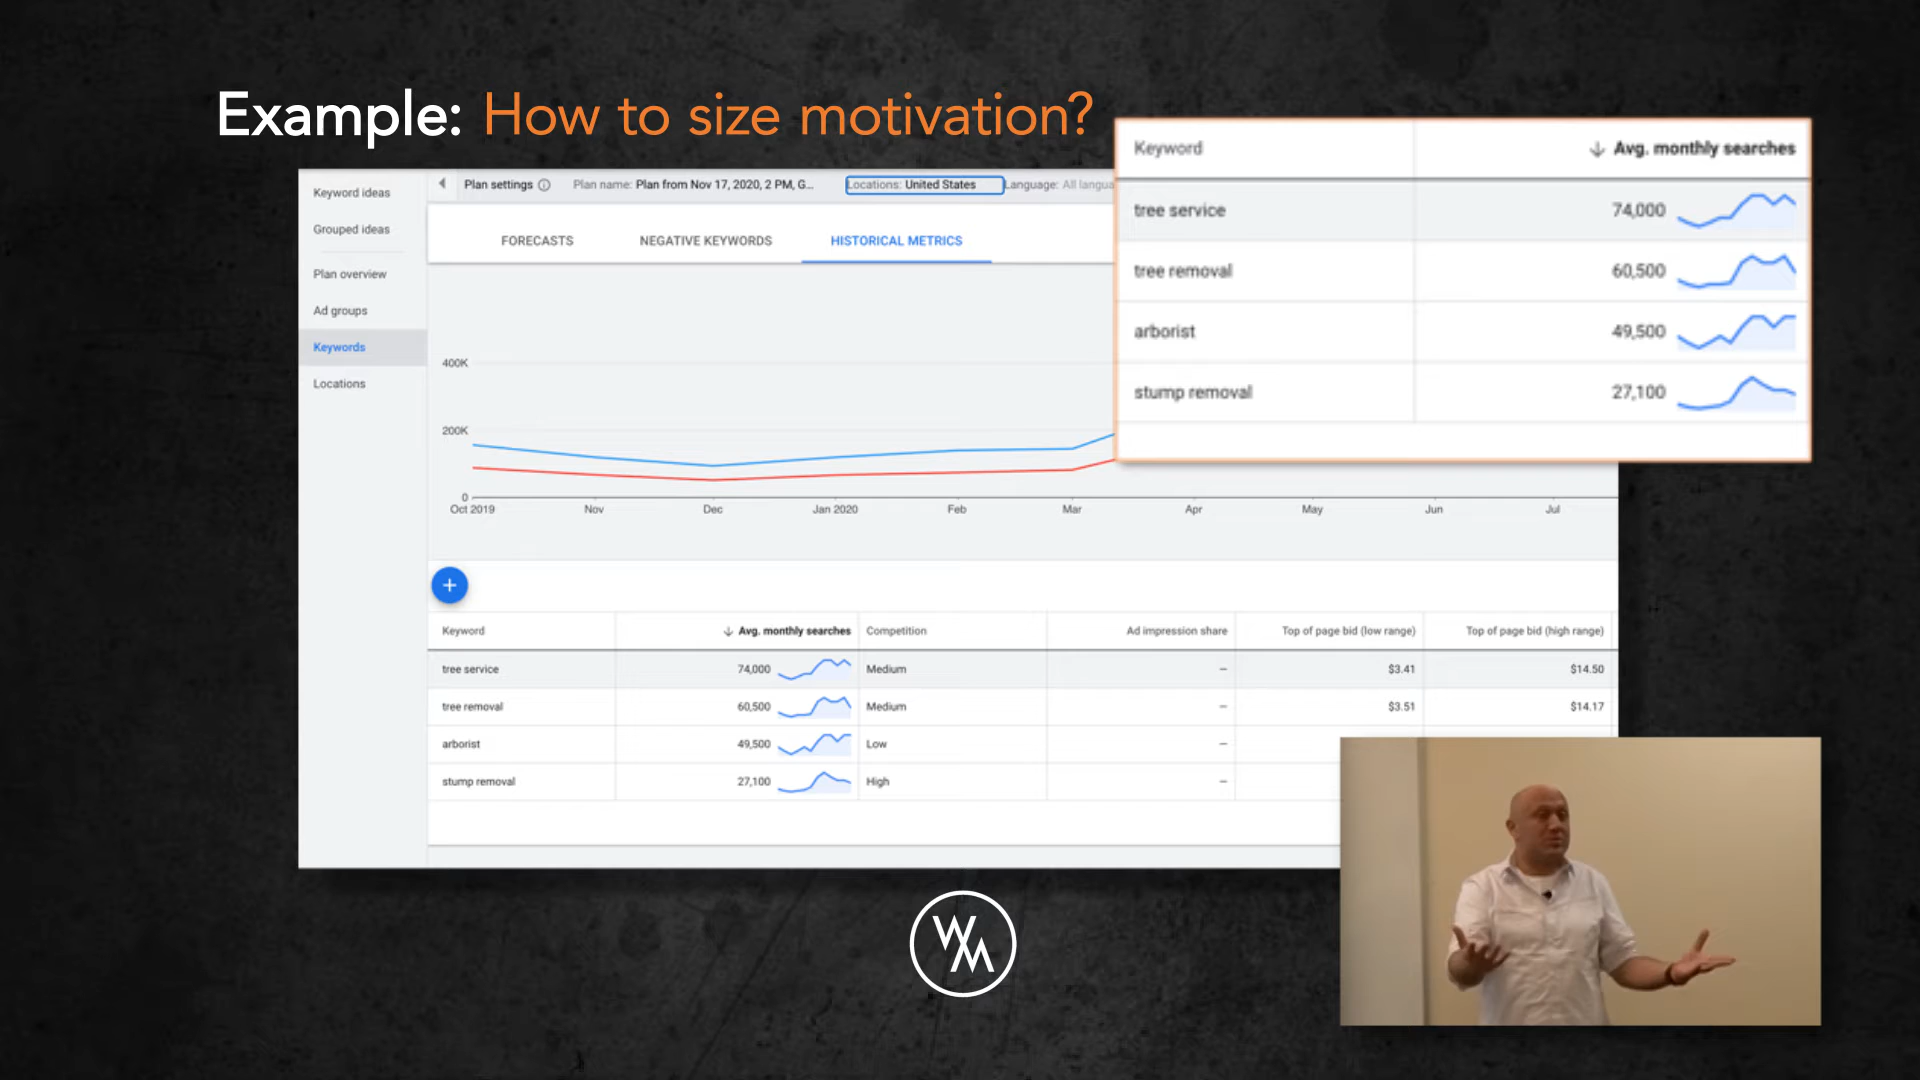 Example: How to size motivation?
Keyword Avg. monthly searches
tree service 74,000
tree removal 60,500
arborist 49,500
stump removal 27,100
Keyword ideas
Grouped ideas
Plan overview
Ad groups
Keywords
Locations
Plan settings Plan name: Plan from Nov 17, 2020, 2 PM, G... Locations: United States Language: All langua
FORECASTS NEGATIVE KEYWORDS HISTORICAL METRICS
400K
200K
0
Oct 2019 Nov Dec Jan 2020 Feb Mar Apr May Jun Jul
+
Keyword Avg. monthly searches Competition Ad impression share Top of page bid (low range) Top of page bid (high range)
tree service 74,000 Medium – $3.41 $14.50
tree removal 60,500 Medium – $3.51 $14.17
arborist 49,500 Low –
stump removal 27,100 High –
WM